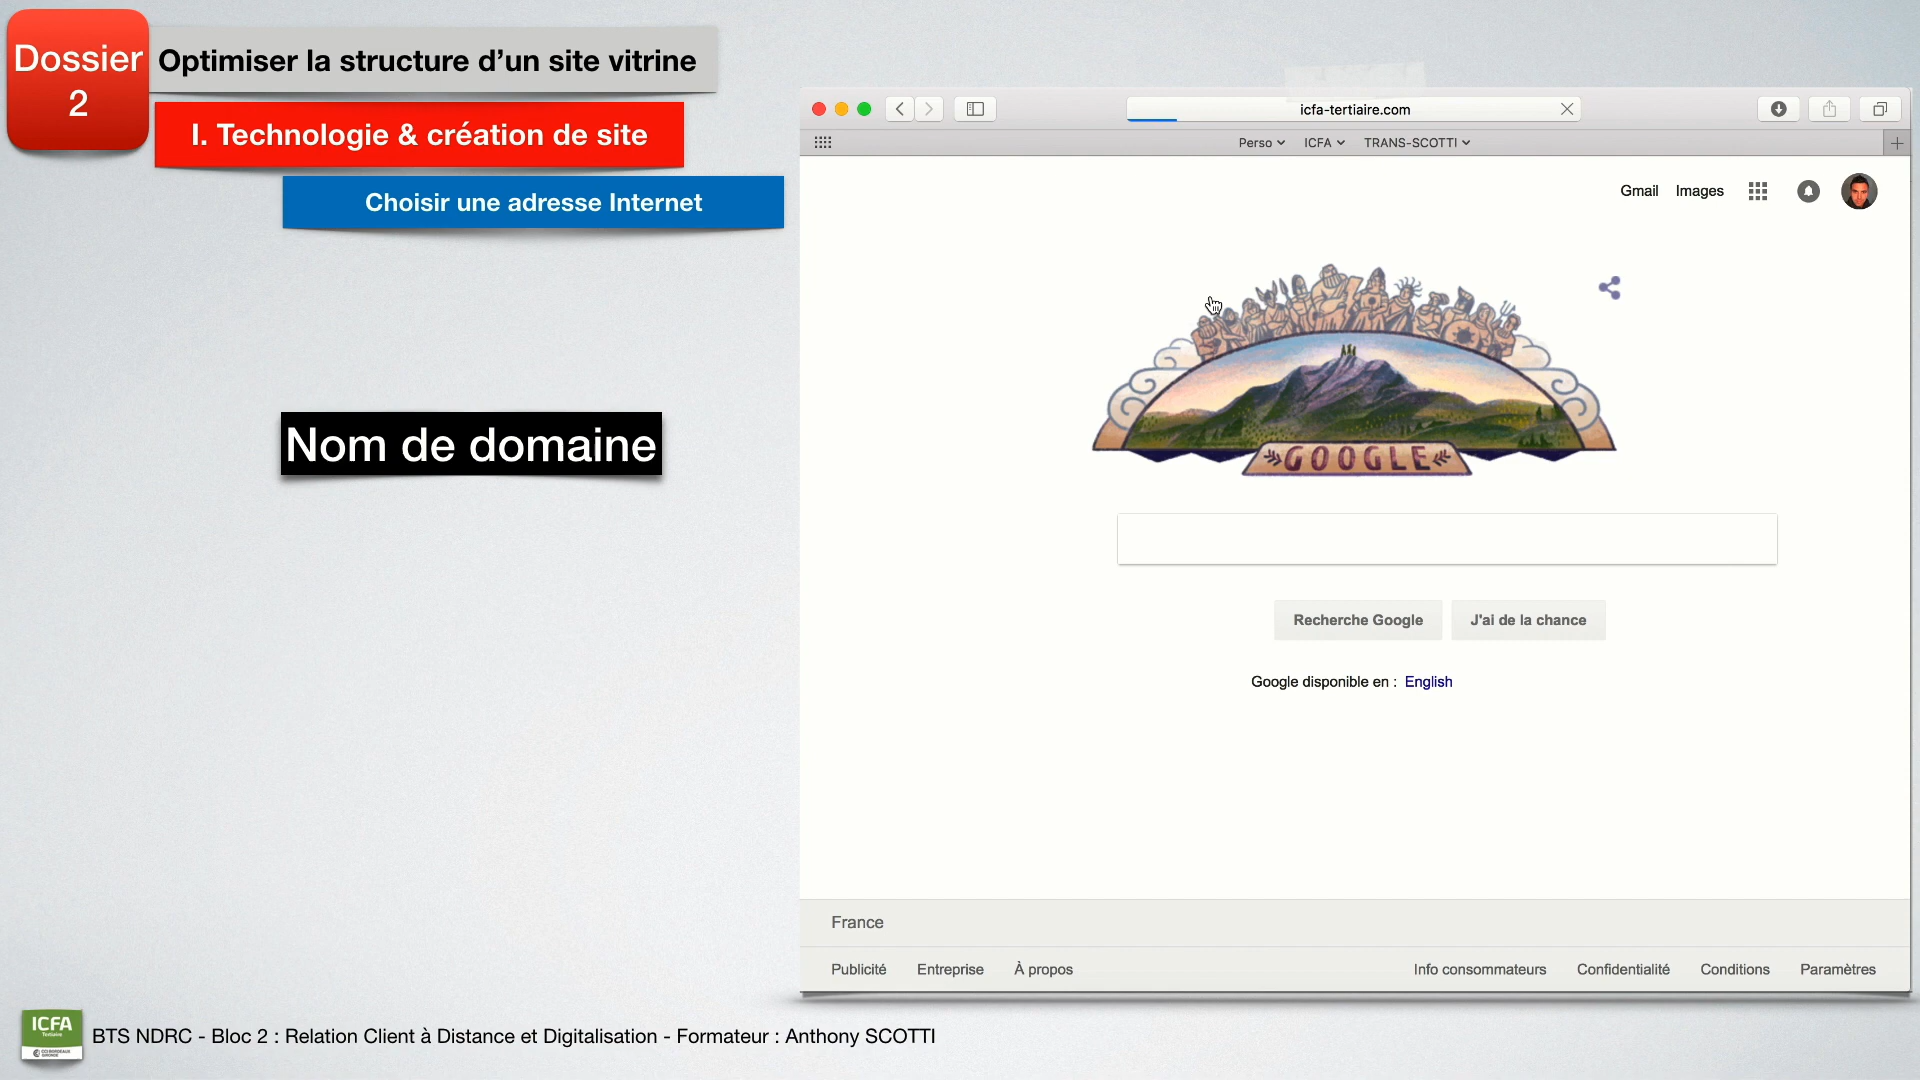 Dossier
2
Optimiser la structure d’un site vitrine
I. Technologie & création de site
Choisir une adresse Internet
Nom de domaine
icfa-tertiaire.com
Perso ICFA TRANS-SCOTTI
Gmail Images
GOOGLE
Recherche Google J'ai de la chance
Google disponible en : English
France
Publicité Entreprise À propos Info consommateurs Confidentialité Conditions Paramètres
ICFA
Tertiaire
BTS NDRC - Bloc 2 : Relation Client à Distance et Digitalisation - Formateur : Anthony SCOTTI